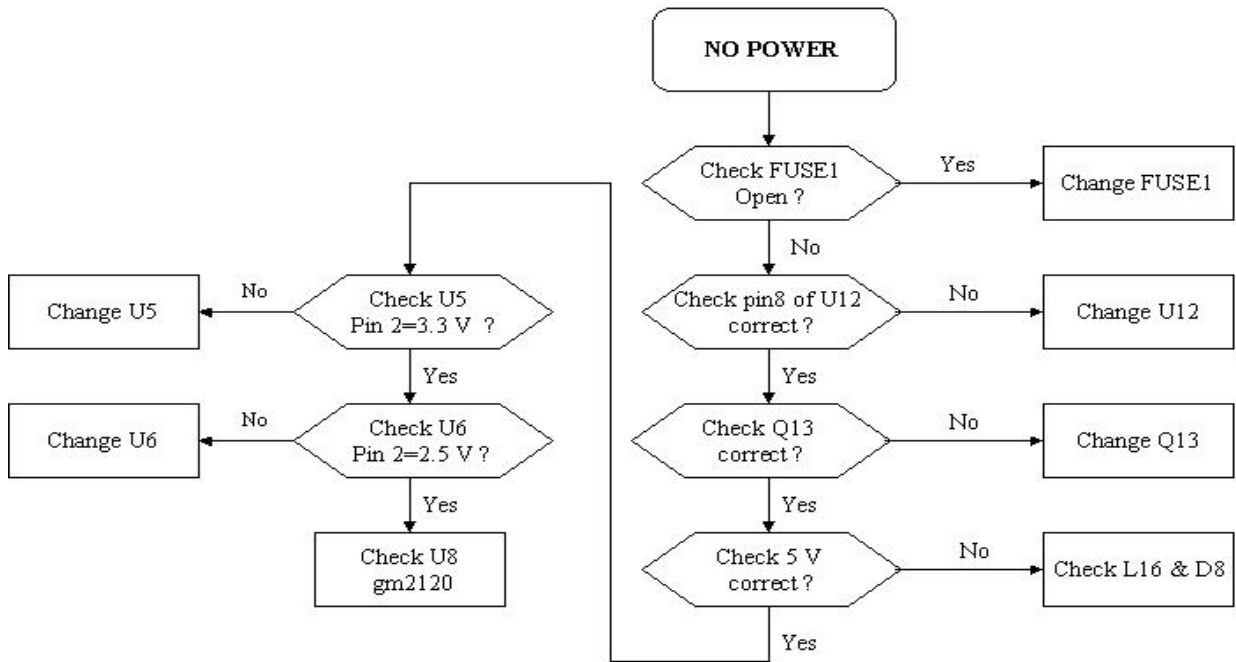 NO POWER
Check FUSE1
Open ?
Yes
Change FUSE1
No
Check pin8 of U12
correct ?
No
Change U12
Yes
Check Q13
correct ?
No
Change Q13
Yes
Check 5 V
correct ?
No
Check L16 & D8
Yes
Check U5
Pin 2=3.3 V ?
No
Change U5
Yes
Check U6
Pin 2=2.5 V ?
No
Change U6
Yes
Check U8
gm2120